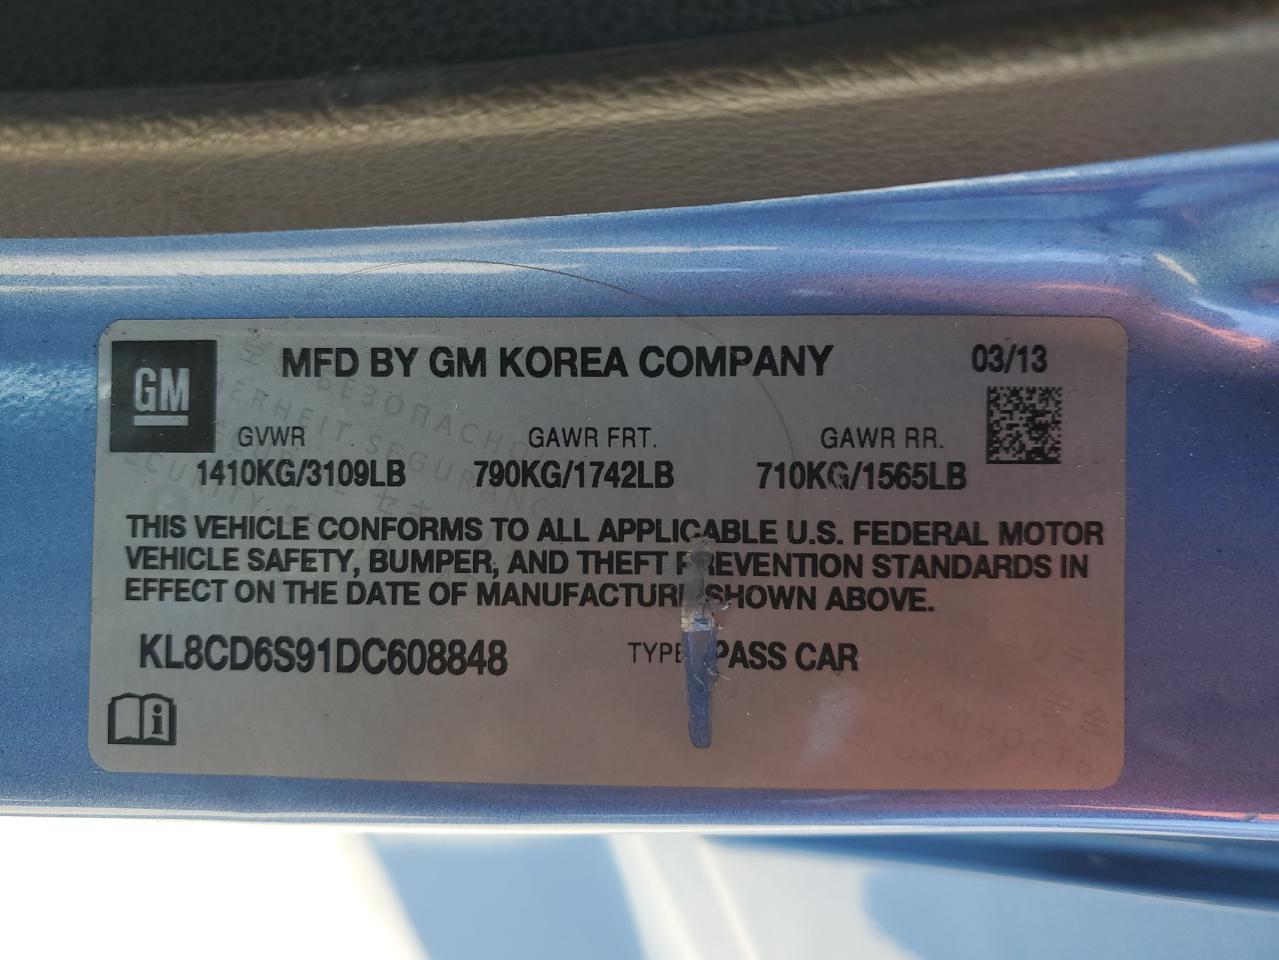 GM
MFD BY GM KOREA COMPANY 03/13
GVWR GAWR FRT. GAWR RR.
1410KG/3109LB 790KG/1742LB 710KG/1565LB
THIS VEHICLE CONFORMS TO ALL APPLICABLE U.S. FEDERAL MOTOR
VEHICLE SAFETY, BUMPER, AND THEFT PREVENTION STANDARDS IN
EFFECT ON THE DATE OF MANUFACTURE SHOWN ABOVE.
KL8CD6S91DC608848 TYPE: PASS CAR